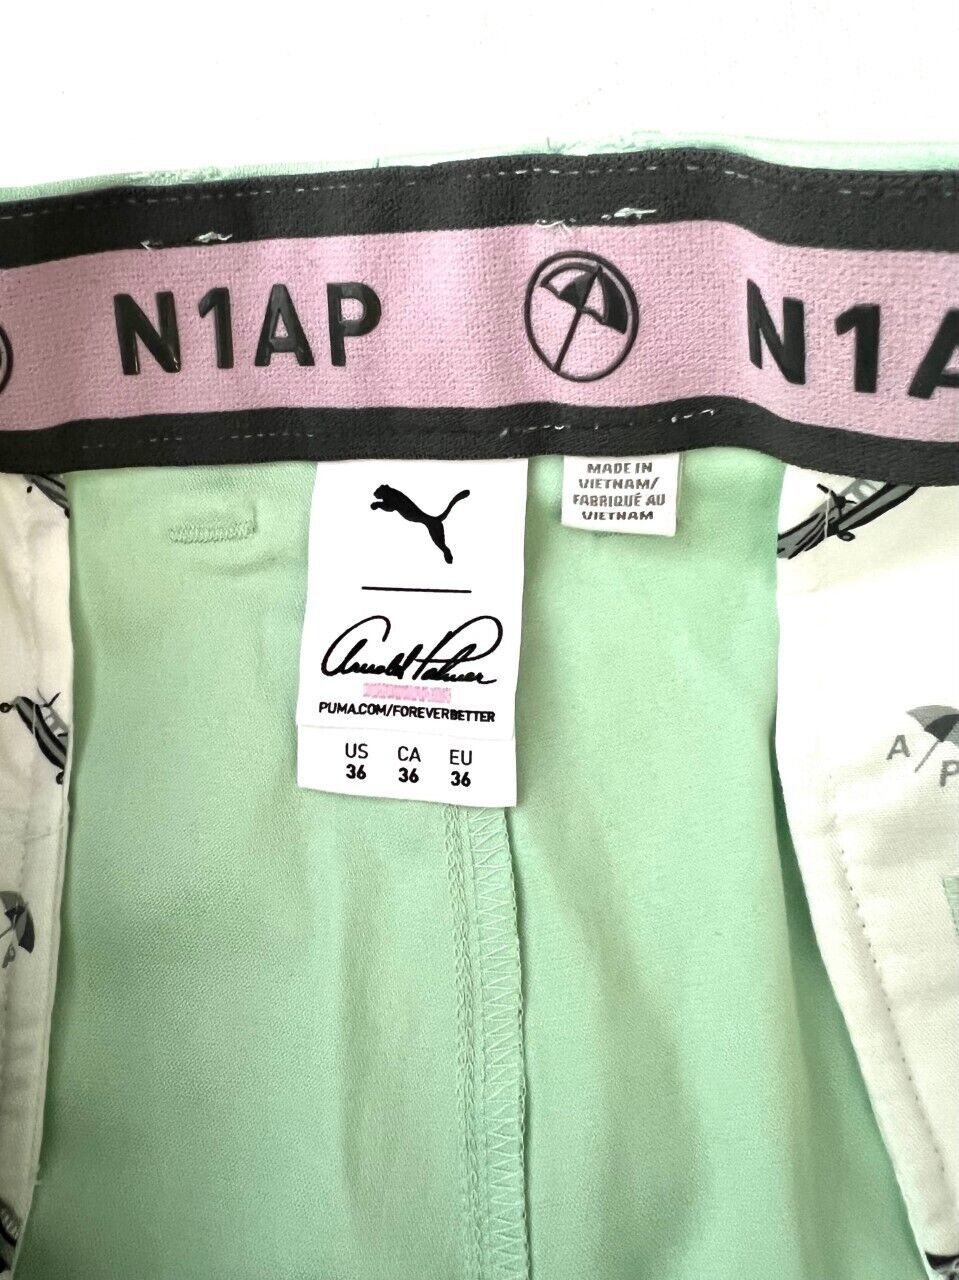 N1AP N1A
MADE IN
VIETNAM/
FABRIQUÉ AU
VIETNAM
Arnold Palmer
PUMA.COM/FOREVERBETTER
US CA EU
36 36 36
A P
P